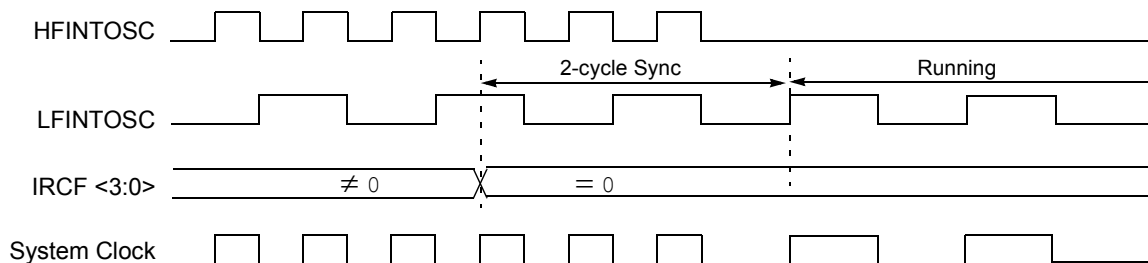 HFINTOSC
2-cycle Sync
Running
LFINTOSC
IRCF <3:0>
≠ 0
= 0
System Clock